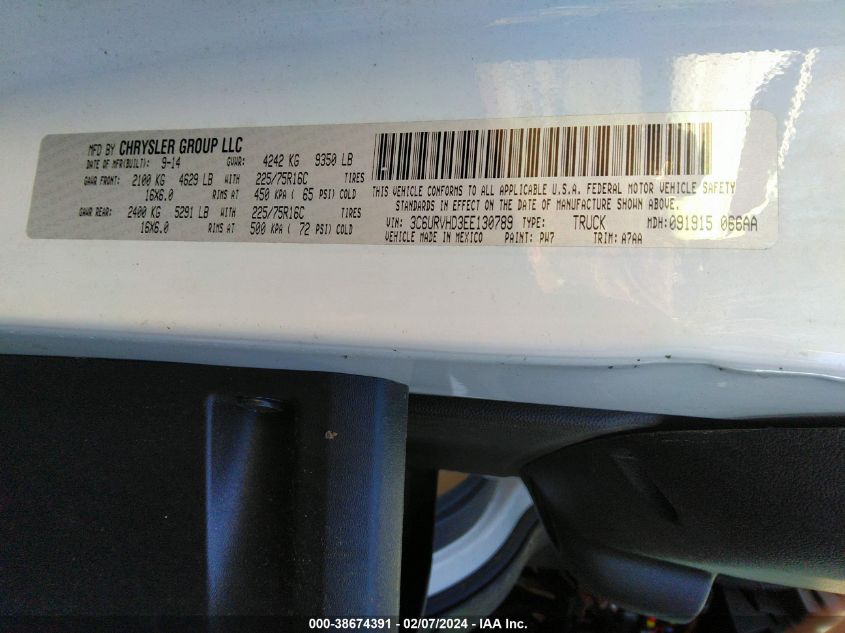 MFD BY CHRYSLER GROUP LLC
DATE OF MFR(BUILT): 9-14 GVWR: 4242 KG 9350 LB
GAWR FRONT: 2100 KG 4629 LB WITH 225/75R16C TIRES
16X6.0 RIMS AT 450 KPA ( 65 PSI) COLD
GAWR REAR: 2400 KG 5291 LB WITH 225/75R16C TIRES
16X6.0 RIMS AT 500 KPA ( 72 PSI) COLD
THIS VEHICLE CONFORMS TO ALL APPLICABLE U.S.A. FEDERAL MOTOR VEHICLE SAFETY
STANDARDS IN EFFECT ON THE DATE OF MANUFACTURE SHOWN ABOVE.
VIN: 3C6URVHD3EE130789 TYPE: TRUCK MDH: 091915 066AA
VEHICLE MADE IN MEXICO PAINT: PW7 TRIM: A7AA
000-38674391 - 02/07/2024 - IAA Inc.